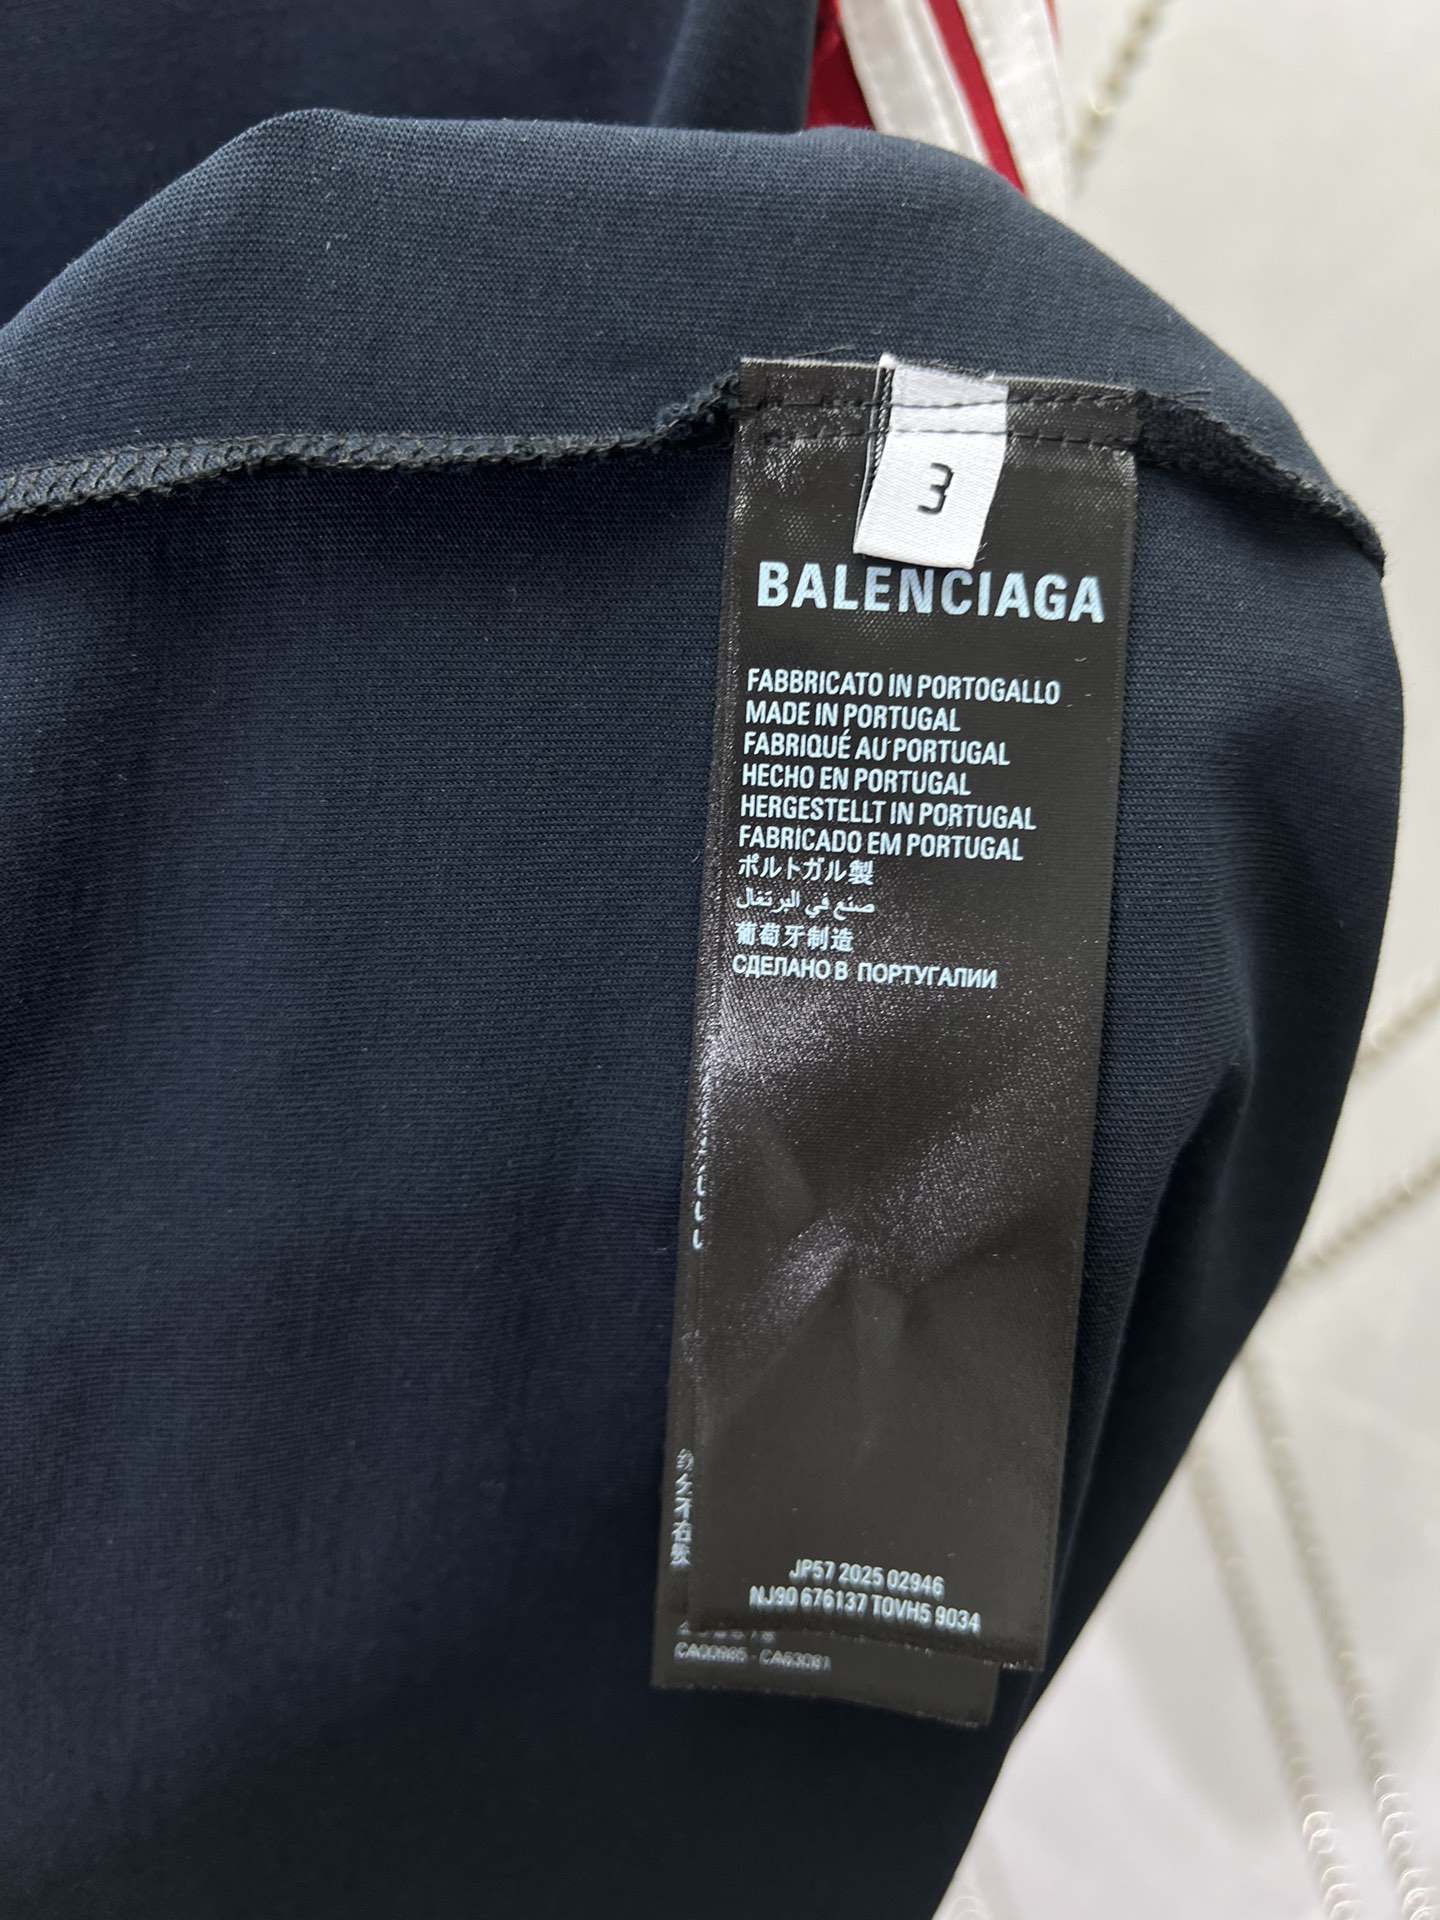 3
BALENCIAGA
FABBRICATO IN PORTOGALLO
MADE IN PORTUGAL
FABRIQUÉ AU PORTUGAL
HECHO EN PORTUGAL
HERGESTELLT IN PORTUGAL
FABRICADO EM PORTUGAL
ポルトガル製
صنع في البرتغال
葡萄牙制造
СДЕЛАНО В ПОРТУГАЛИИ
JP57 2025 02946
NJ90 676137 TOVH5 9034
CA00985 - CA63081